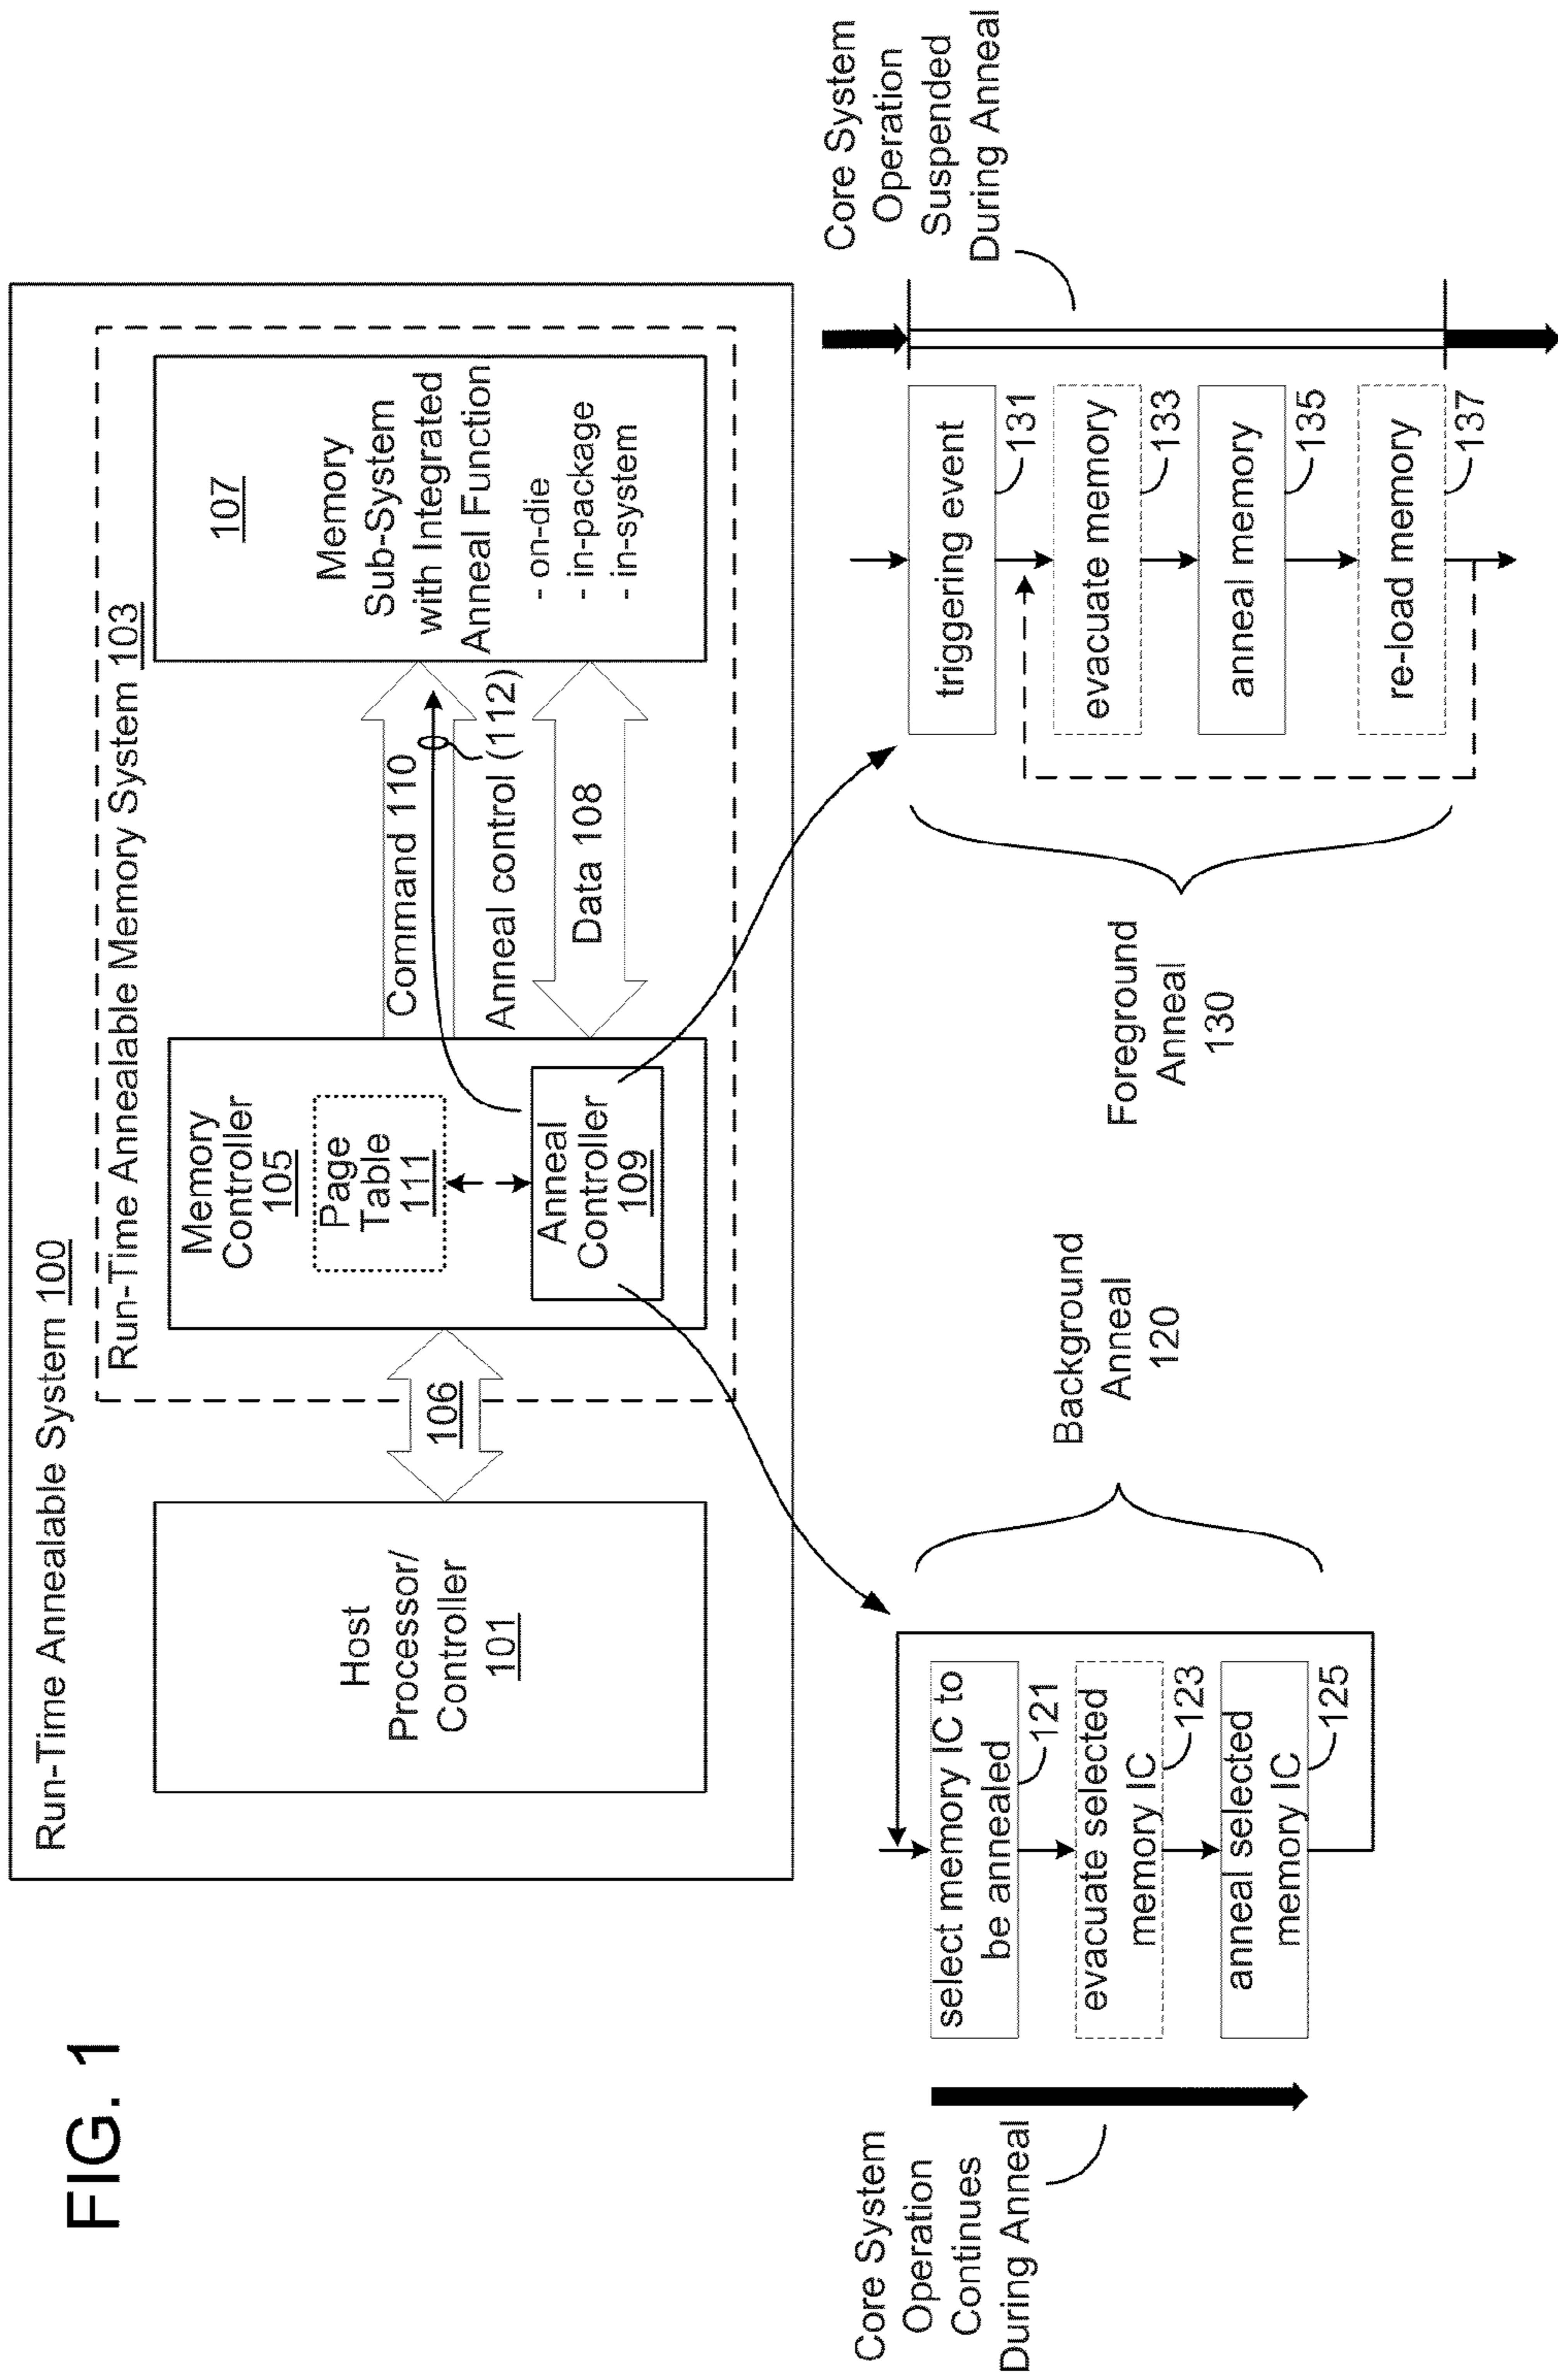 FIG. 1
Run-Time Annealable System 100
Run-Time Annealable Memory System 103
Host
Processor/
Controller
101
106
Memory
Controller
105
Page
Table
111
Anneal
Controller
109
Command 110
Anneal control (112)
Data 108
107
Memory
Sub-System
with Integrated
Anneal Function
- on-die
- in-package
- in-system
Core System
Operation
Continues
During Anneal
select memory IC to
be annealed
121
evacuate selected
memory IC
123
anneal selected
memory IC
125
Background
Anneal
120
Foreground
Anneal
130
triggering event
131
evacuate memory
133
anneal memory
135
re-load memory
137
Core System
Operation
Suspended
During Anneal